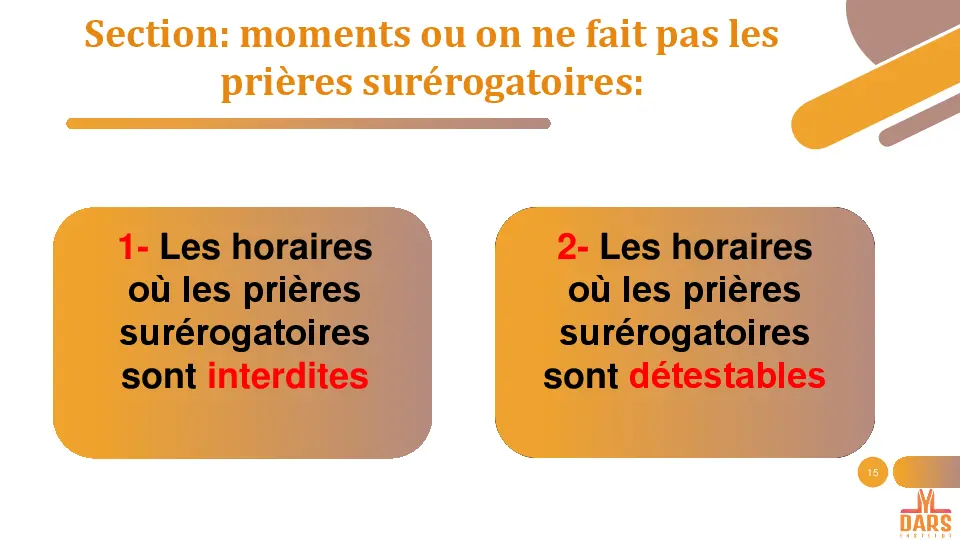 Section: moments ou on ne fait pas les
prières surérogatoires:
1- Les horaires
où les prières
surérogatoires
sont interdites
2- Les horaires
où les prières
surérogatoires
sont détestables
15
DARS
INSTITUT